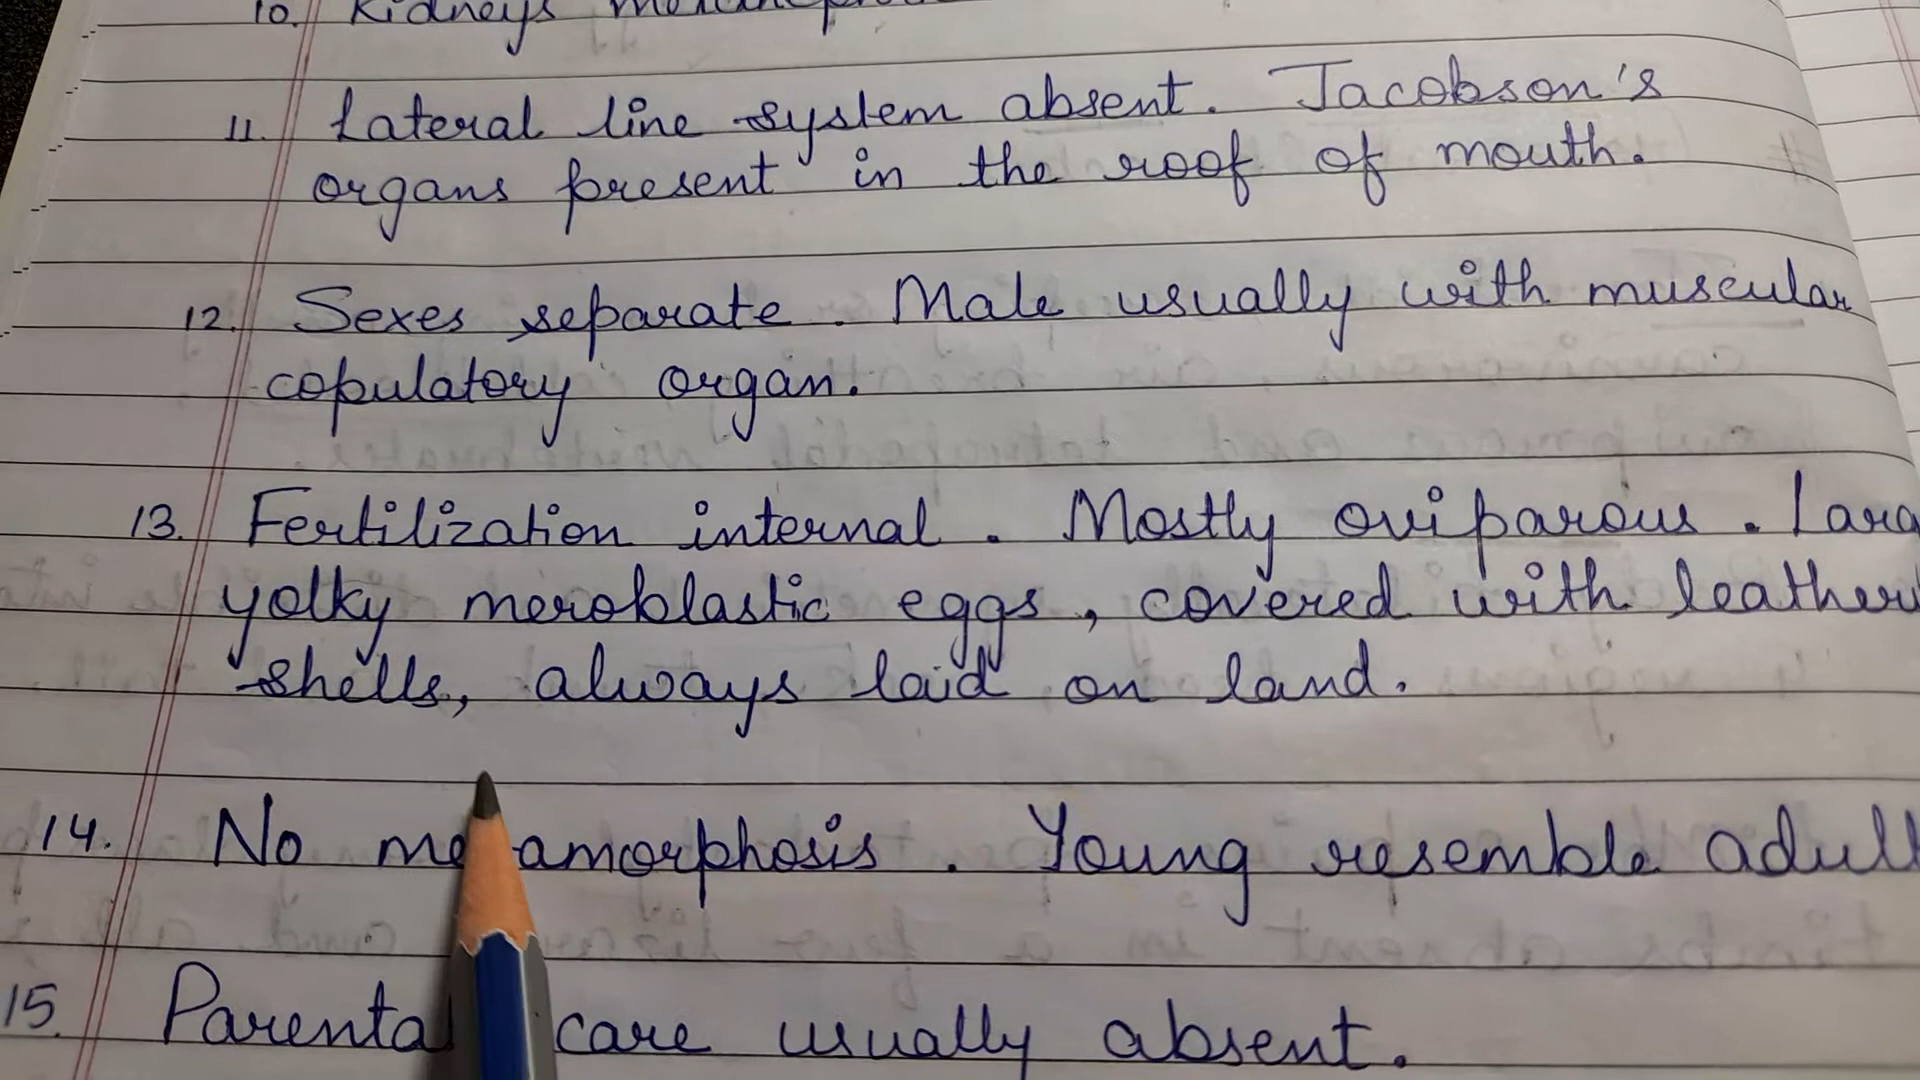 10. Kidneys
11. Lateral line system absent. Jacobson's
organs present in the roof of mouth.
12. Sexes separate. Male usually with muscular
copulatory organ.
13. Fertilization internal. Mostly oviparous.
yolky meroblastic eggs, covered with
shells, always laid on land.
14. No metamorphosis. Young resemble adult
15. Parental care usually absent.